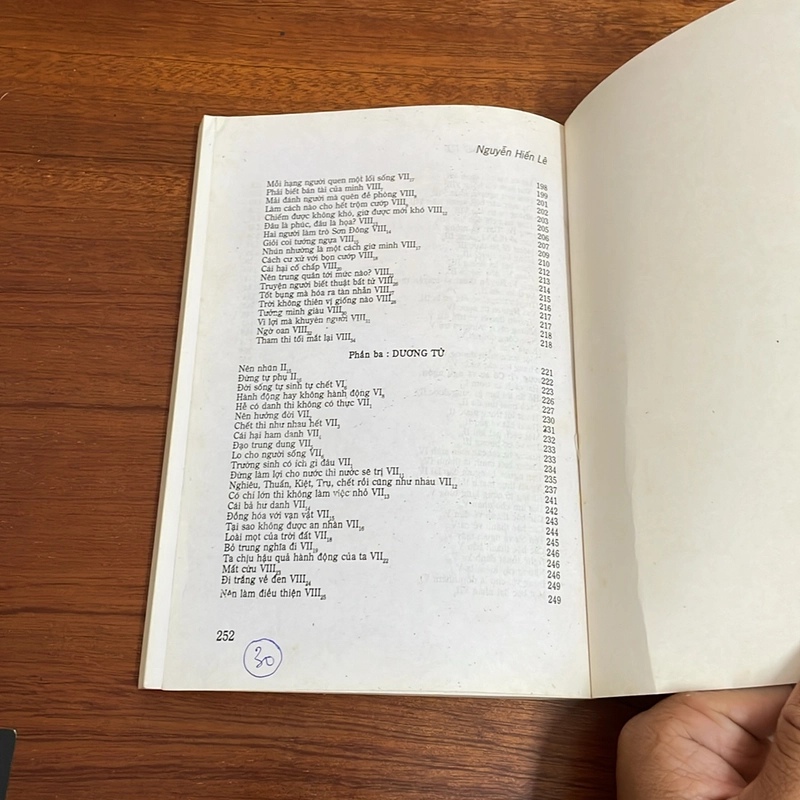 Nguyễn Hiến Lê
Mỗi hạng người quen một lối sống VII 198
Phải biết bản tài của mình VIII 199
Mải đánh người mà quên đề phòng VIII 201
Làm cách nào cho hết trộm cướp VIII 202
Chiếm được không khó, giữ được mới khó VIII 203
Đâu là phúc, đâu là họa? VIII 205
Hai người làm trò Sơn Đông VIII 206
Giỏi coi tướng ngựa VIII 207
Nhún nhường là một cách giữ mình VIII 209
Cách cư xử với bọn cướp VIII 210
Cái hại cố chấp VIII 212
Nên trung quân tới mức nào? VIII 213
Truyện người biết thuật bất tử VIII 214
Tốt bụng mà hóa ra tàn nhẫn VIII 215
Trời không thiên vị giống nào VIII 216
Tưởng mình giàu VIII 217
Vì lợi mà khuyên người VIII 217
Ngờ oan VIII 218
Tham thì tối mắt lại VIII 218
Phần ba : DƯƠNG TỬ
Nên nhún II 221
Đừng tự phụ II 222
Đời sống tự sinh tự chết VI 223
Hành động hay không hành động VI 226
Hễ có danh thì không có thực VII 227
Nên hưởng đời VII 230
Chết thì như nhau hết VII 231
Cái hại ham danh VII 232
Đạo trung dung VII 233
Lo cho người sống VII 233
Trường sinh có ích gì đâu VII 234
Đừng làm lợi cho nước thì nước sẽ trị VII 235
Nghiêu, Thuấn, Kiệt, Trụ, chết rồi cũng như nhau VII 237
Có chí lớn thì không làm việc nhỏ VII 241
Cái bả hư danh VII 242
Đồng hóa với vạn vật VII 243
Tại sao không được an nhàn VII 244
Loài mọt của trời đất VII 245
Bỏ trung nghĩa đi VII 246
Ta chịu hậu quả hành động của ta VII 246
Mất cừu VIII 246
Đi trắng về đen VIII 249
Nên làm điều thiện VIII 249
252
30